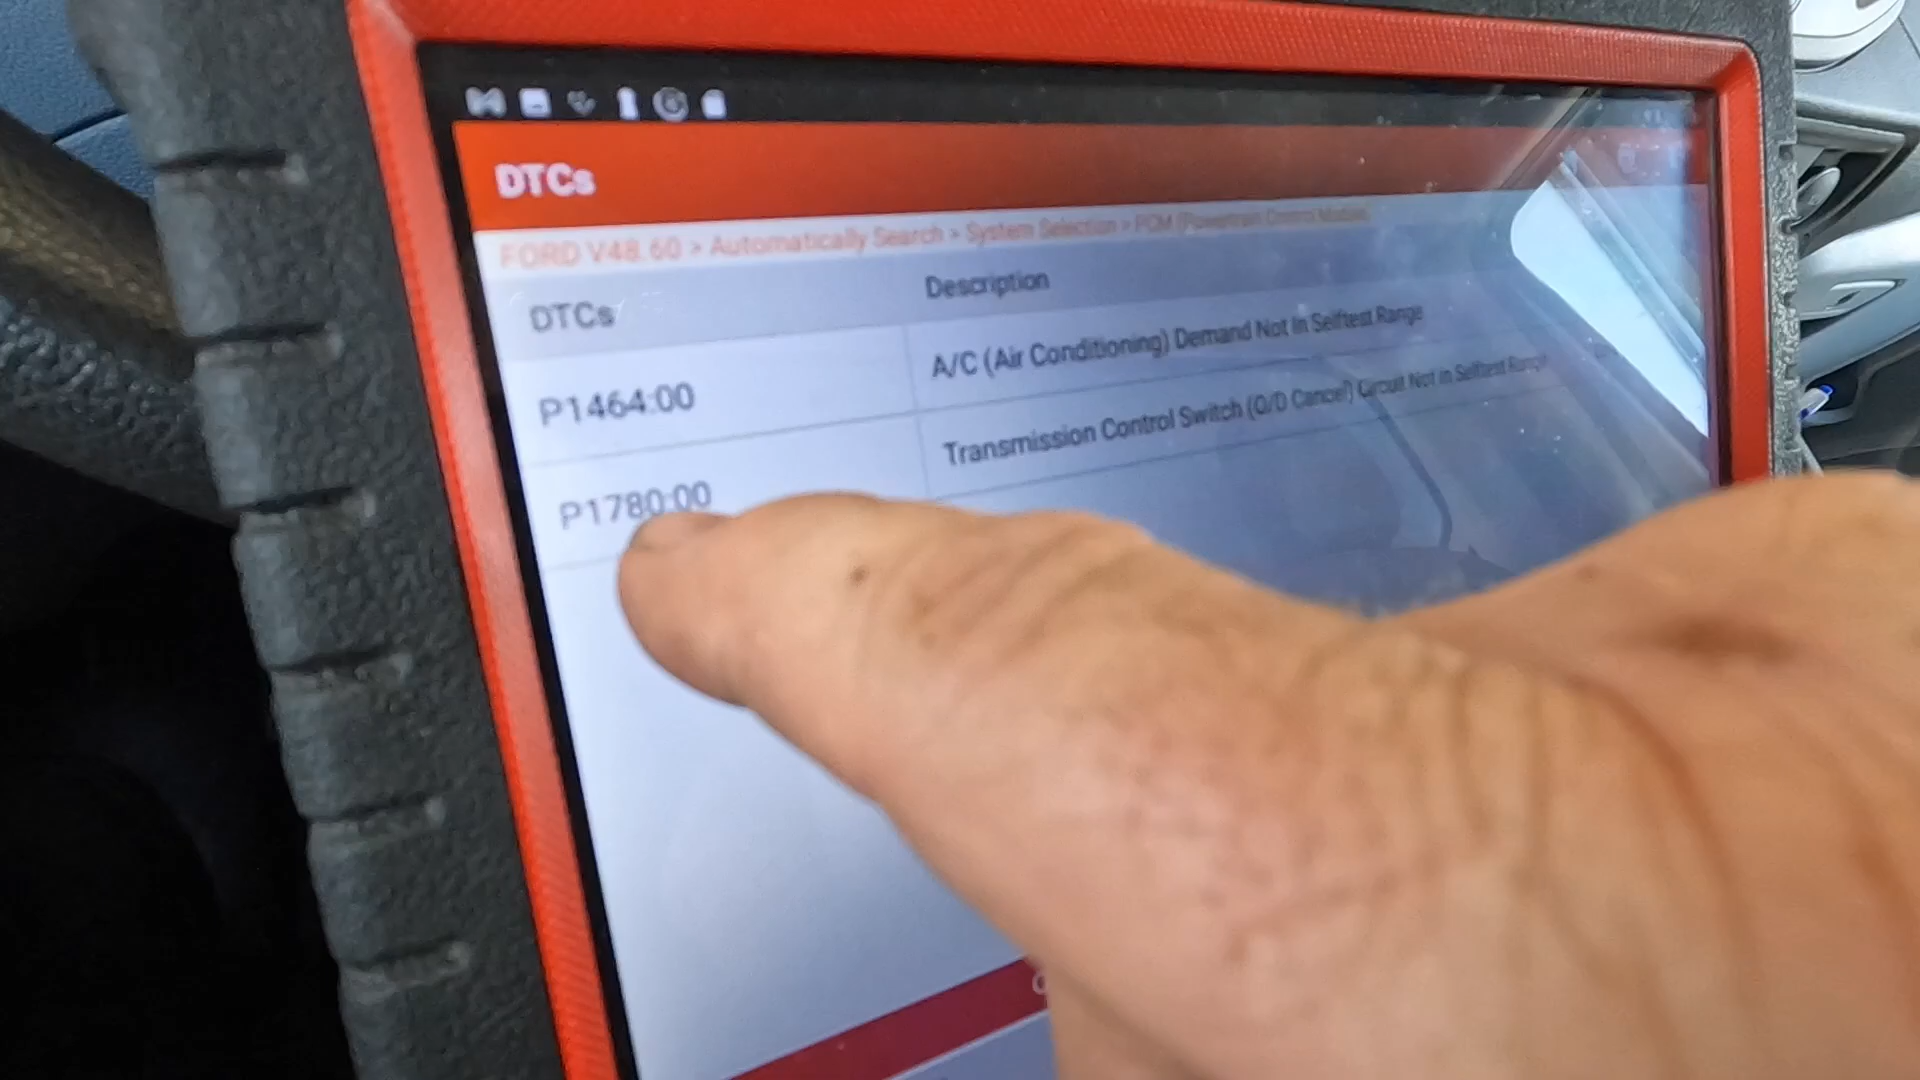 DTCs
FORD V48.60 > Automatically Search > System Selection > PCM (Powertrain Control Module)
DTCs Description
P1464:00 A/C (Air Conditioning) Demand Not In Selftest Range
P1780:00 Transmission Control Switch (O/D Cancel) Circuit Not in Selftest Range